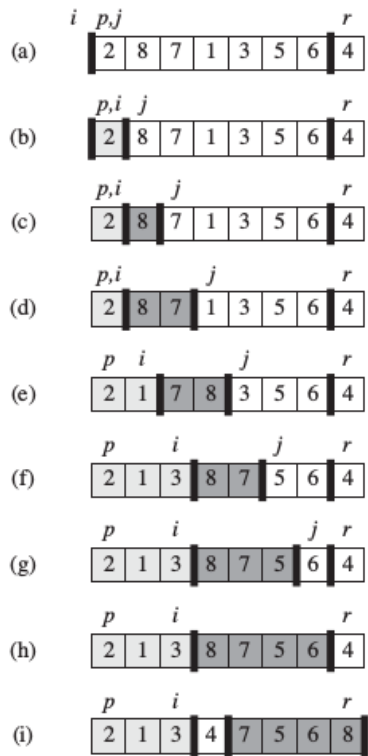 i p,j r
(a) 2 8 7 1 3 5 6 4
p,i j r
(b) 2 8 7 1 3 5 6 4
p,i j r
(c) 2 8 7 1 3 5 6 4
p,i j r
(d) 2 8 7 1 3 5 6 4
p i j r
(e) 2 1 7 8 3 5 6 4
p i j r
(f) 2 1 3 8 7 5 6 4
p i j r
(g) 2 1 3 8 7 5 6 4
p i r
(h) 2 1 3 8 7 5 6 4
p i r
(i) 2 1 3 4 7 5 6 8